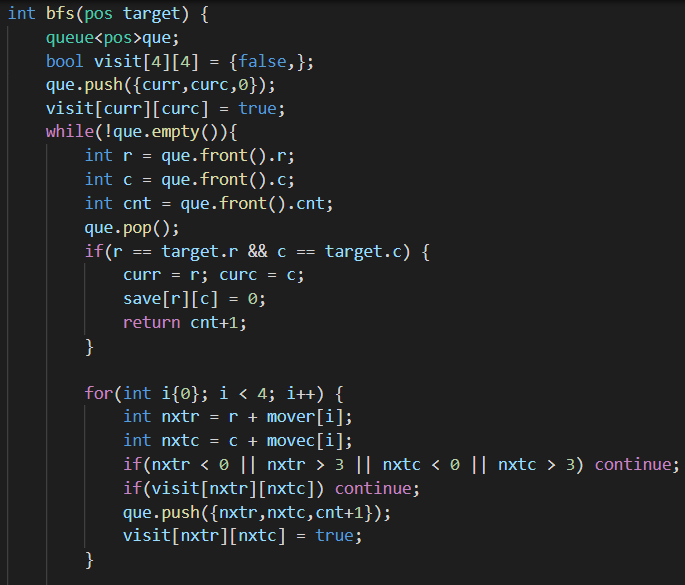 int bfs(pos target) {
queue<pos>que;
bool visit[4][4] = {false,};
que.push({curr,curc,0});
visit[curr][curc] = true;
while(!que.empty()){
int r = que.front().r;
int c = que.front().c;
int cnt = que.front().cnt;
que.pop();
if(r == target.r && c == target.c) {
curr = r; curc = c;
save[r][c] = 0;
return cnt+1;
}
for(int i{0}; i < 4; i++) {
int nxtr = r + mover[i];
int nxtc = c + movec[i];
if(nxtr < 0 || nxtr > 3 || nxtc < 0 || nxtc > 3) continue;
if(visit[nxtr][nxtc]) continue;
que.push({nxtr,nxtc,cnt+1});
visit[nxtr][nxtc] = true;
}